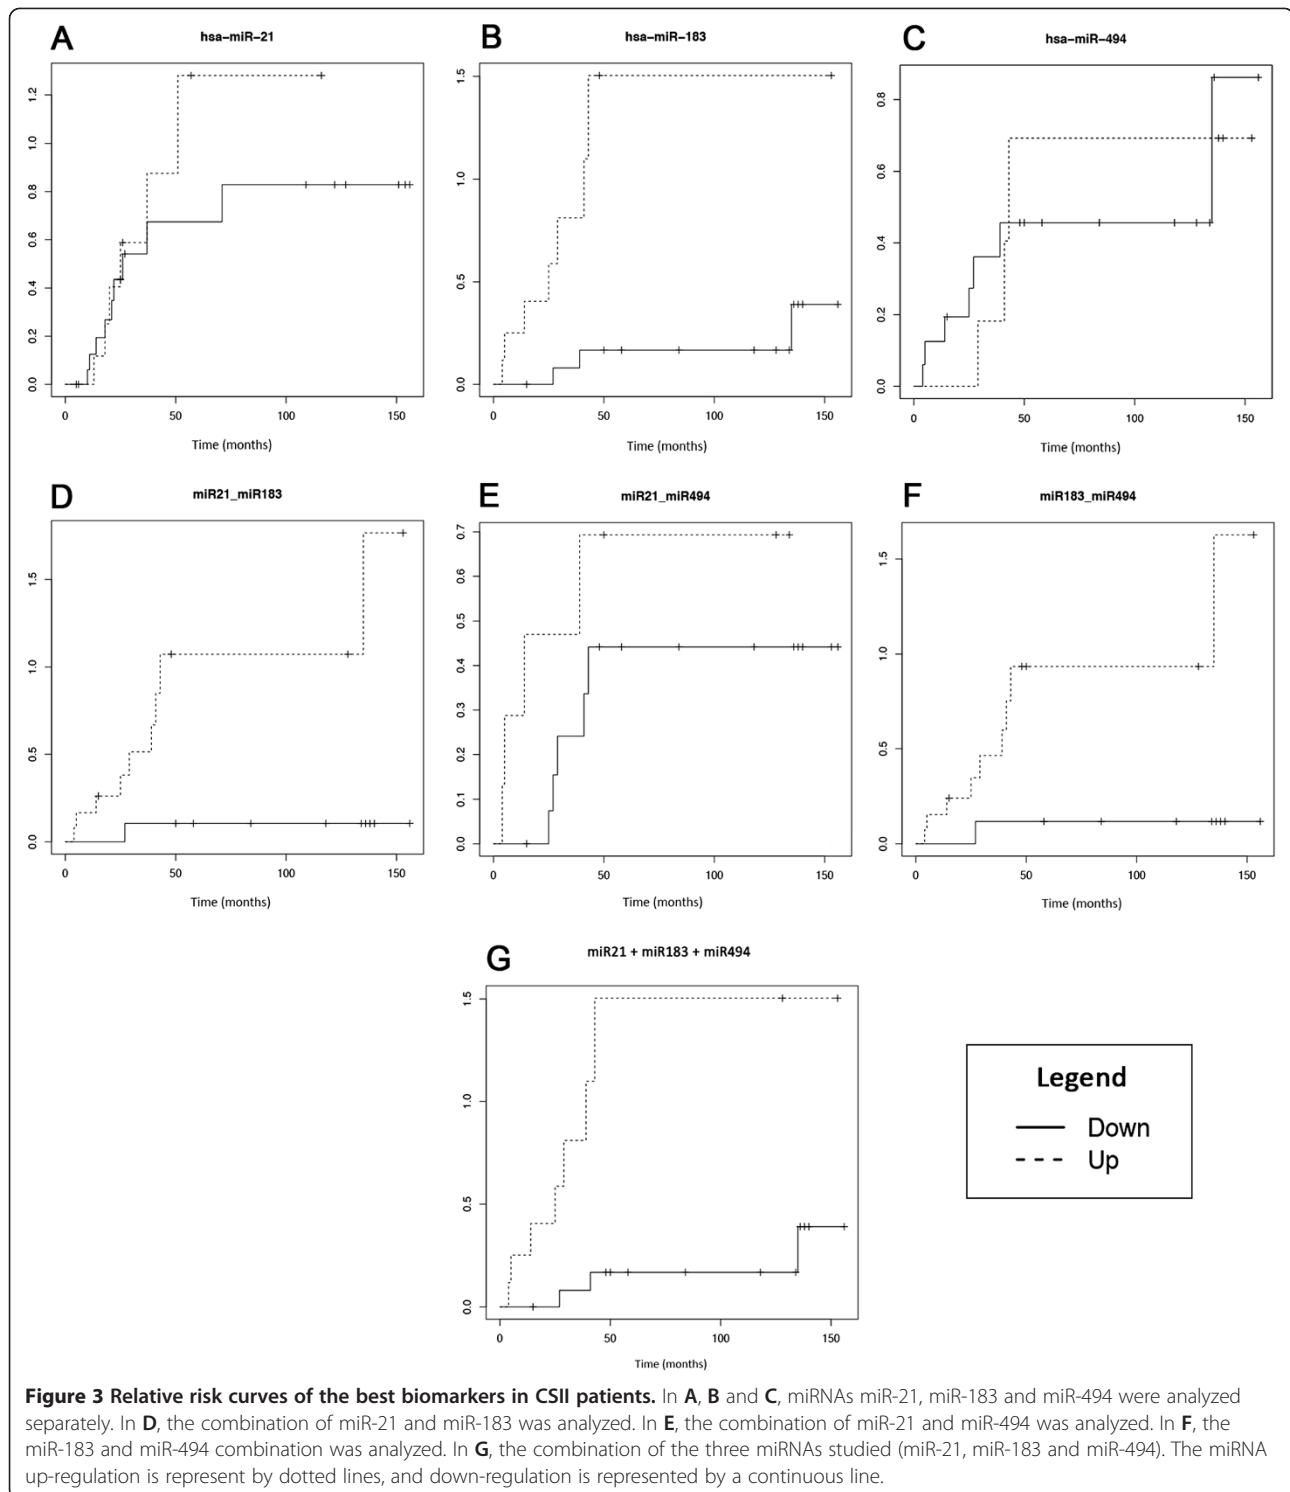 A
hsa-miR-21
0.0
0.2
0.4
0.6
0.8
1.0
1.2
0 50 100 150
Time (months)
B
hsa-miR-183
0.0
0.5
1.0
1.5
0 50 100 150
Time (months)
C
hsa-miR-494
0.0
0.2
0.4
0.6
0.8
0 50 100 150
Time (months)
D
miR21_miR183
0.0
0.5
1.0
1.5
0 50 100 150
Time (months)
E
miR21_miR494
0.0
0.1
0.2
0.3
0.4
0.5
0.6
0.7
0 50 100 150
Time (months)
F
miR183_miR494
0.0
0.5
1.0
1.5
0 50 100 150
Time (months)
G
miR21 + miR183 + miR494
0.0
0.5
1.0
1.5
0 50 100 150
Time (months)
Legend
Down
Up
Figure 3 Relative risk curves of the best biomarkers in CSII patients. In A, B and C, miRNAs miR-21, miR-183 and miR-494 were analyzed
separately. In D, the combination of miR-21 and miR-183 was analyzed. In E, the combination of miR-21 and miR-494 was analyzed. In F, the
miR-183 and miR-494 combination was analyzed. In G, the combination of the three miRNAs studied (miR-21, miR-183 and miR-494). The miRNA
up-regulation is represent by dotted lines, and down-regulation is represented by a continuous line.